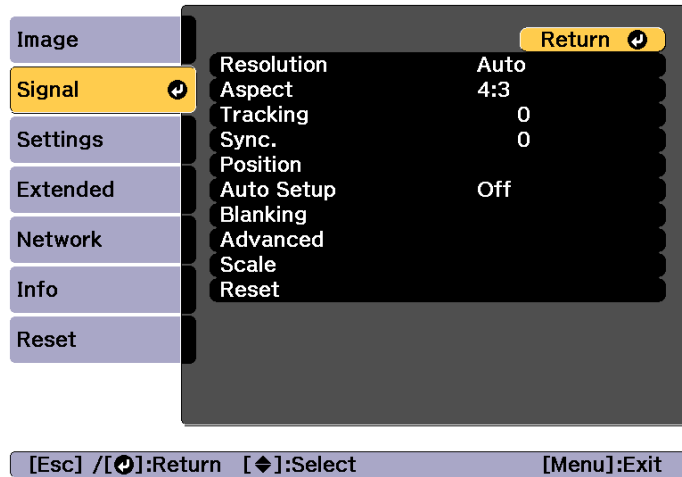 Image
Signal
Settings
Extended
Network
Info
Reset
Return
Resolution Auto
Aspect 4:3
Tracking 0
Sync. 0
Position
Auto Setup Off
Blanking
Advanced
Scale
Reset
[Esc] /[⏎]:Return [◆]:Select [Menu]:Exit